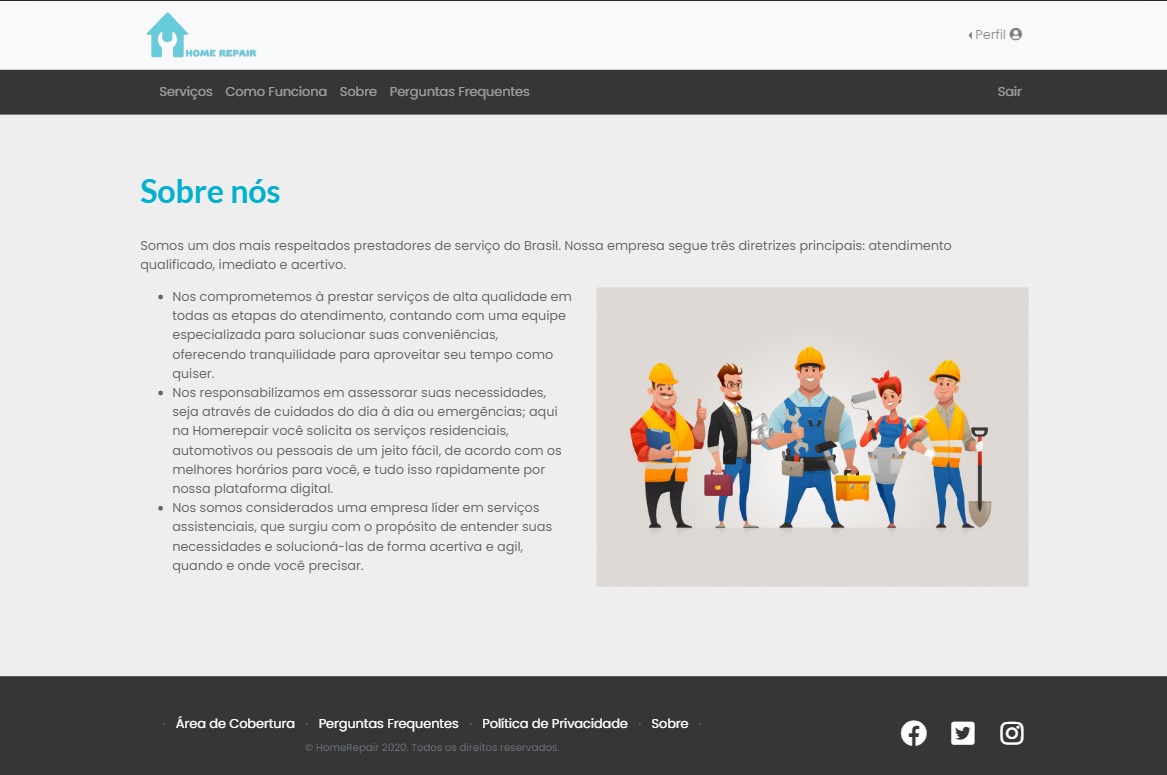 HOME REPAIR
Perfil
Serviços Como Funciona Sobre Perguntas Frequentes Sair
Sobre nós
Somos um dos mais respeitados prestadores de serviço do Brasil. Nossa empresa segue três diretrizes principais: atendimento
qualificado, imediato e acertivo.
• Nos comprometemos à prestar serviços de alta qualidade em
todas as etapas do atendimento, contando com uma equipe
especializada para solucionar suas conveniências,
oferecendo tranquilidade para aproveitar seu tempo como
quiser.
• Nos responsabilizamos em assessorar suas necessidades,
seja através de cuidados do dia à dia ou emergências; aqui
na Homerepair você solicita os serviços residenciais,
automotivos ou pessoais de um jeito fácil, de acordo com os
melhores horários para você, e tudo isso rapidamente por
nossa plataforma digital.
• Nos somos considerados uma empresa líder em serviços
assistenciais, que surgiu com o propósito de entender suas
necessidades e solucioná-las de forma acertiva e agil,
quando e onde você precisar.
· Área de Cobertura · Perguntas Frequentes · Política de Privacidade · Sobre ·
© HomeRepair 2020. Todos os direitos reservados.